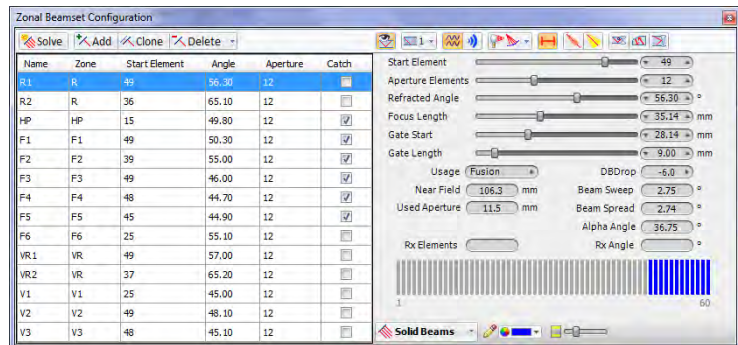 Zonal Beamset Configuration
Solve Add Clone Delete
1
Name Zone Start Element Angle Aperture Catch
R1 R 49 56.30 12
R2 R 36 65.10 12
HP HP 15 49.80 12
F1 F1 49 50.30 12
F2 F2 39 55.00 12
F3 F3 49 46.00 12
F4 F4 48 44.70 12
F5 F5 45 44.90 12
F6 F6 25 55.10 12
VR1 VR 49 57.00 12
VR2 VR 37 65.20 12
V1 V1 25 45.00 12
V2 V2 49 48.10 12
V3 V3 48 45.10 12
Start Element 49
Aperture Elements 12
Refracted Angle 56.30 °
Focus Length 35.14 mm
Gate Start 28.14 mm
Gate Length 9.00 mm
Usage Fusion DBDrop -6.0
Near Field 106.3 mm Beam Sweep 2.75 °
Used Aperture 11.5 mm Beam Spread 2.74 °
Alpha Angle 36.75 °
Rx Elements Rx Angle °
1 60
Solid Beams